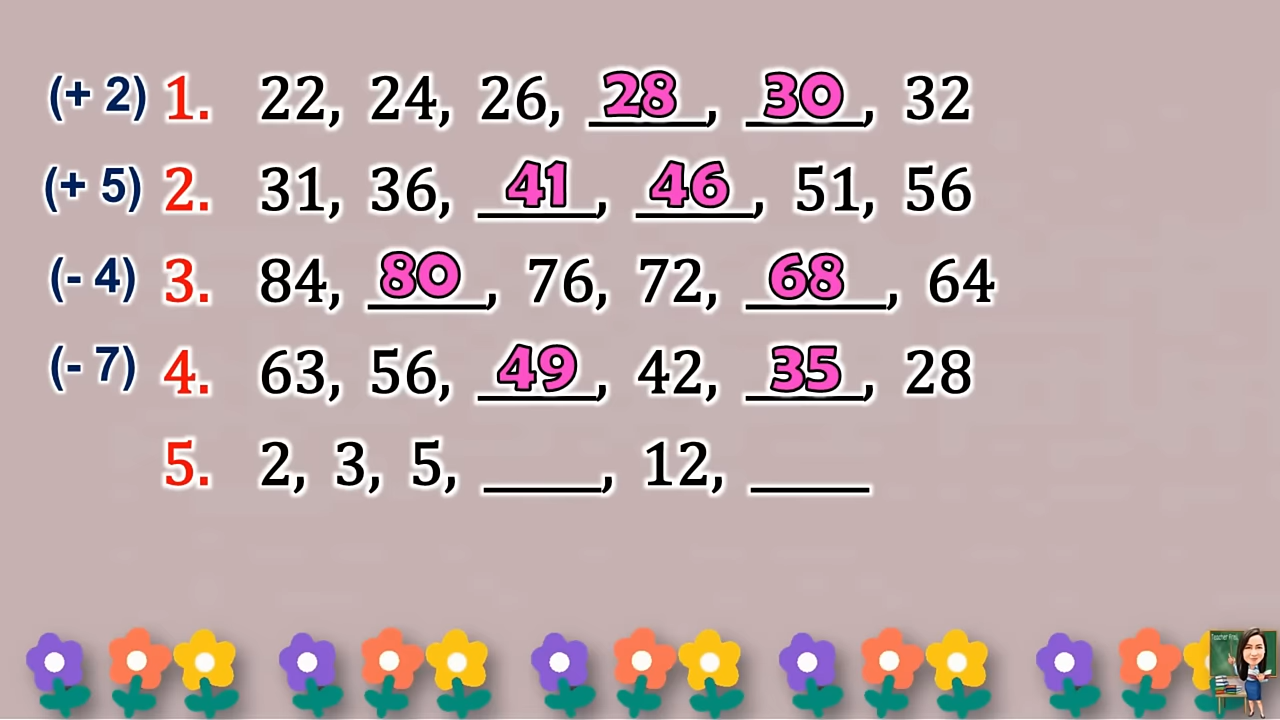 (+ 2) 1. 22, 24, 26, 28, 30, 32
(+ 5) 2. 31, 36, 41, 46, 51, 56
(- 4) 3. 84, 80, 76, 72, 68, 64
(- 7) 4. 63, 56, 49, 42, 35, 28
5. 2, 3, 5, ____, 12, ____